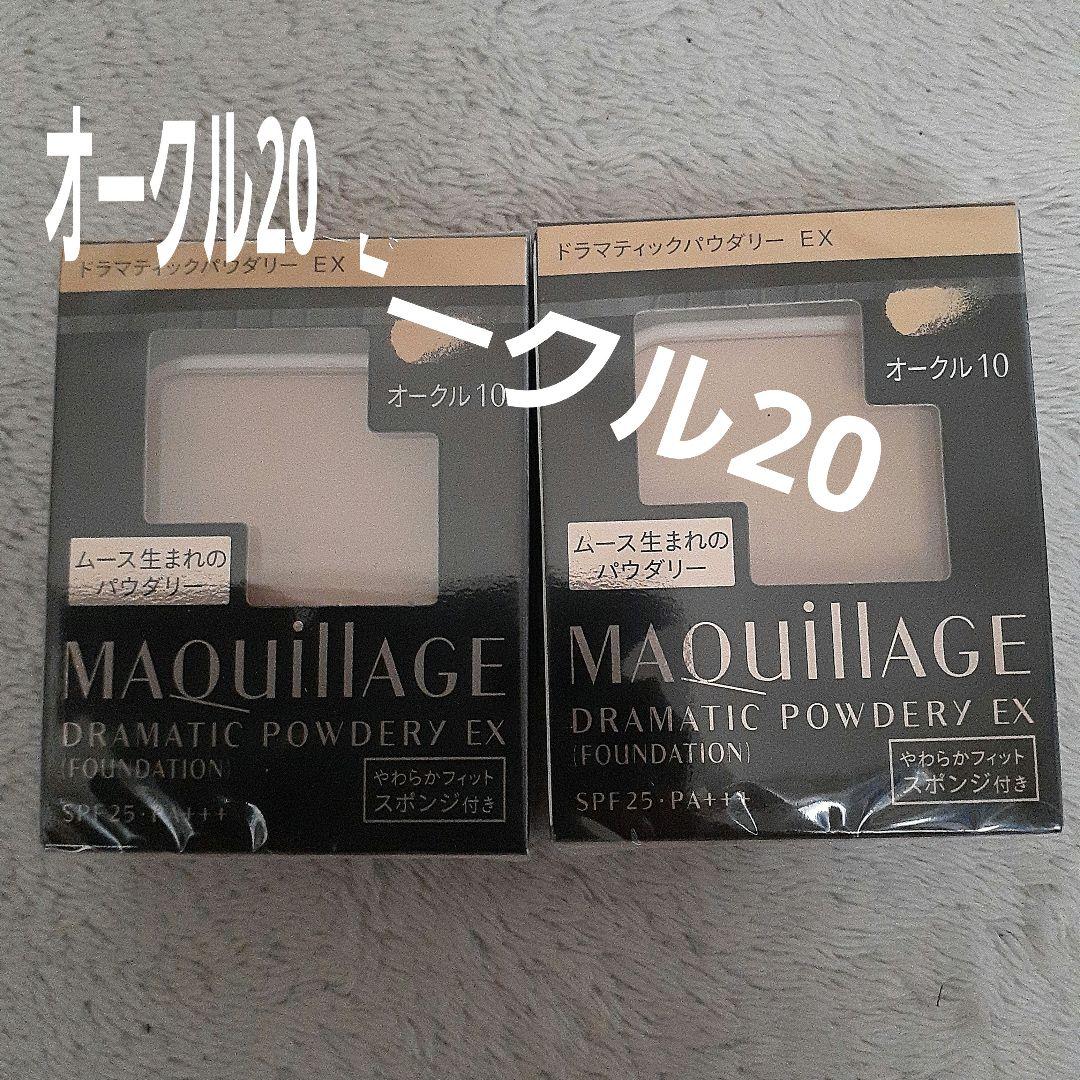 オークル20
ークル20
ドラマティックパウダリー EX
オークル10
ムース生まれの
パウダリー
MAQuillAGE
DRAMATIC POWDERY EX
(FOUNDATION)
SPF25・PA+++
やわらかフィット
スポンジ付き
ドラマティックパウダリー EX
オークル10
ムース生まれの
パウダリー
MAQuillAGE
DRAMATIC POWDERY EX
(FOUNDATION)
SPF25・PA+++
やわらかフィット
スポンジ付き